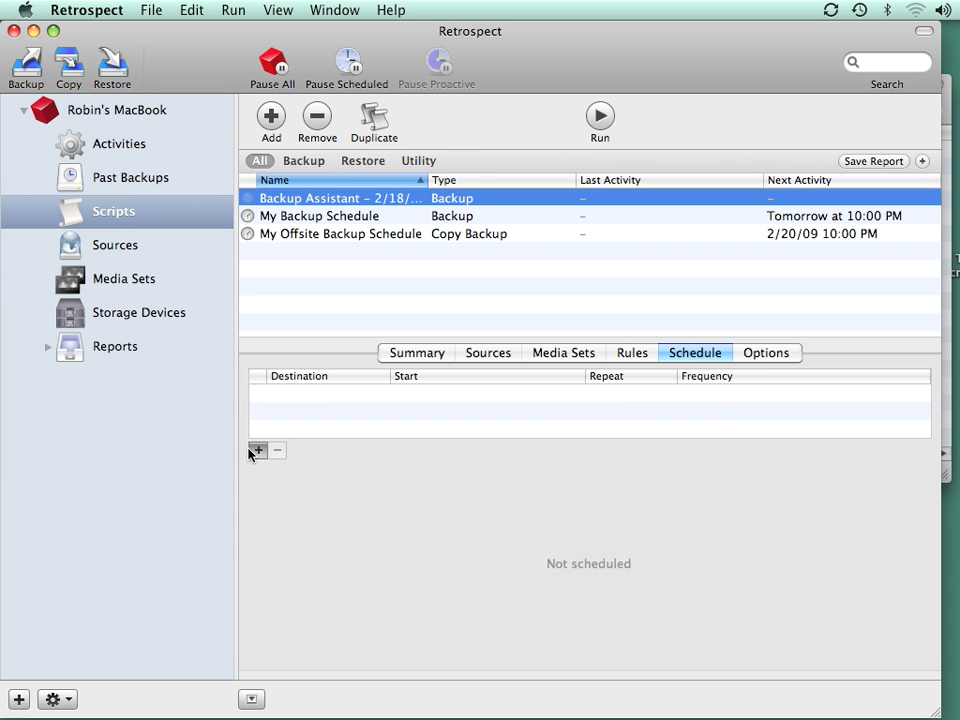 Retrospect File Edit Run View Window Help
Retrospect
Backup Copy Restore Pause All Pause Scheduled Pause Proactive Search
Robin's MacBook
Activities
Past Backups
Scripts
Sources
Media Sets
Storage Devices
Reports
Add Remove Duplicate Run
All Backup Restore Utility Save Report
Name Type Last Activity Next Activity
Backup Assistant – 2/18/... Backup – –
My Backup Schedule Backup – Tomorrow at 10:00 PM
My Offsite Backup Schedule Copy Backup – 2/20/09 10:00 PM
Summary Sources Media Sets Rules Schedule Options
Destination Start Repeat Frequency
Not scheduled